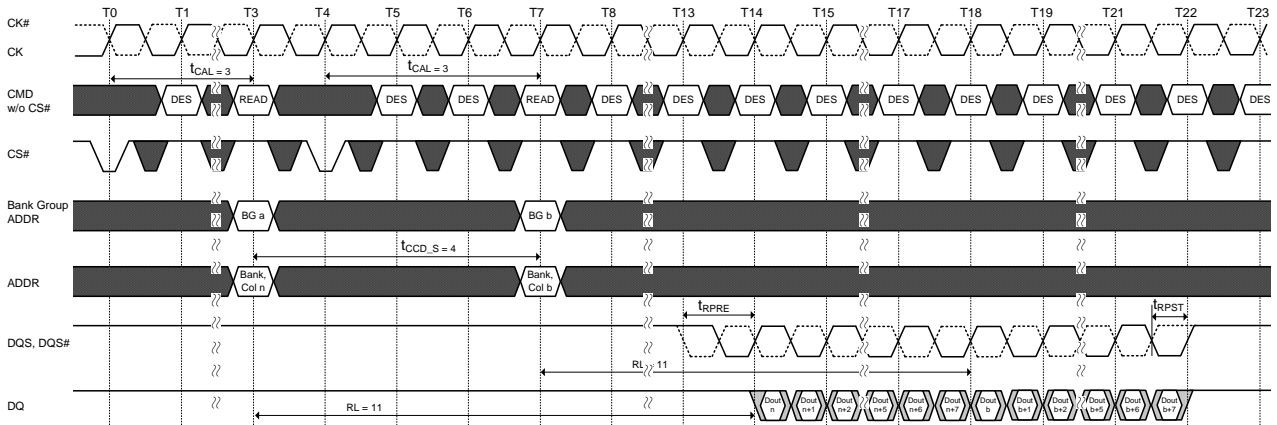 T0 T1 T3 T4 T5 T6 T7 T8 T13 T14 T15 T17 T18 T19 T21 T22 T23
CK#
CK
tCAL = 3 tCAL = 3
CMD
w/o CS#
DES READ DES DES READ DES DES DES DES DES DES DES DES DES DES
CS#
Bank Group
ADDR
BG a BG b
tCCD_S = 4
ADDR
Bank,
Col n
Bank,
Col b
tRPRE tRPST
DQS, DQS#
RL 11
DQ
RL = 11
Dout
n
Dout
n+1
Dout
n+2
Dout
n+5
Dout
n+6
Dout
n+7
Dout
b
Dout
b+1
Dout
b+2
Dout
b+5
Dout
b+6
Dout
b+7